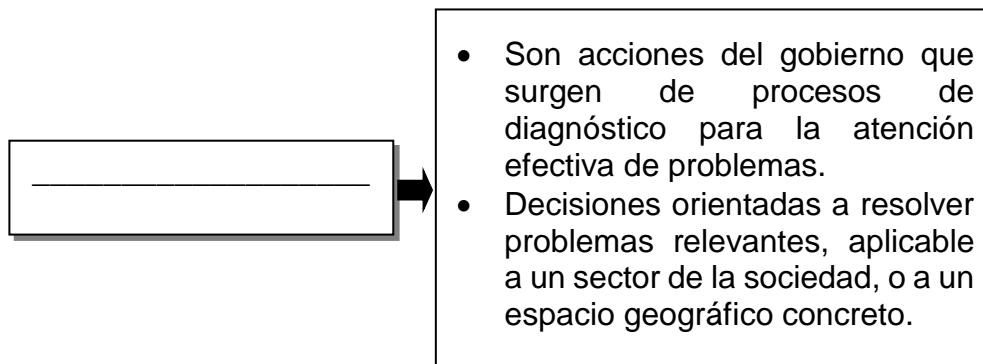 ____________________
• Son acciones del gobierno que
surgen de procesos de
diagnóstico para la atención
efectiva de problemas.
• Decisiones orientadas a resolver
problemas relevantes, aplicable
a un sector de la sociedad, o a un
espacio geográfico concreto.